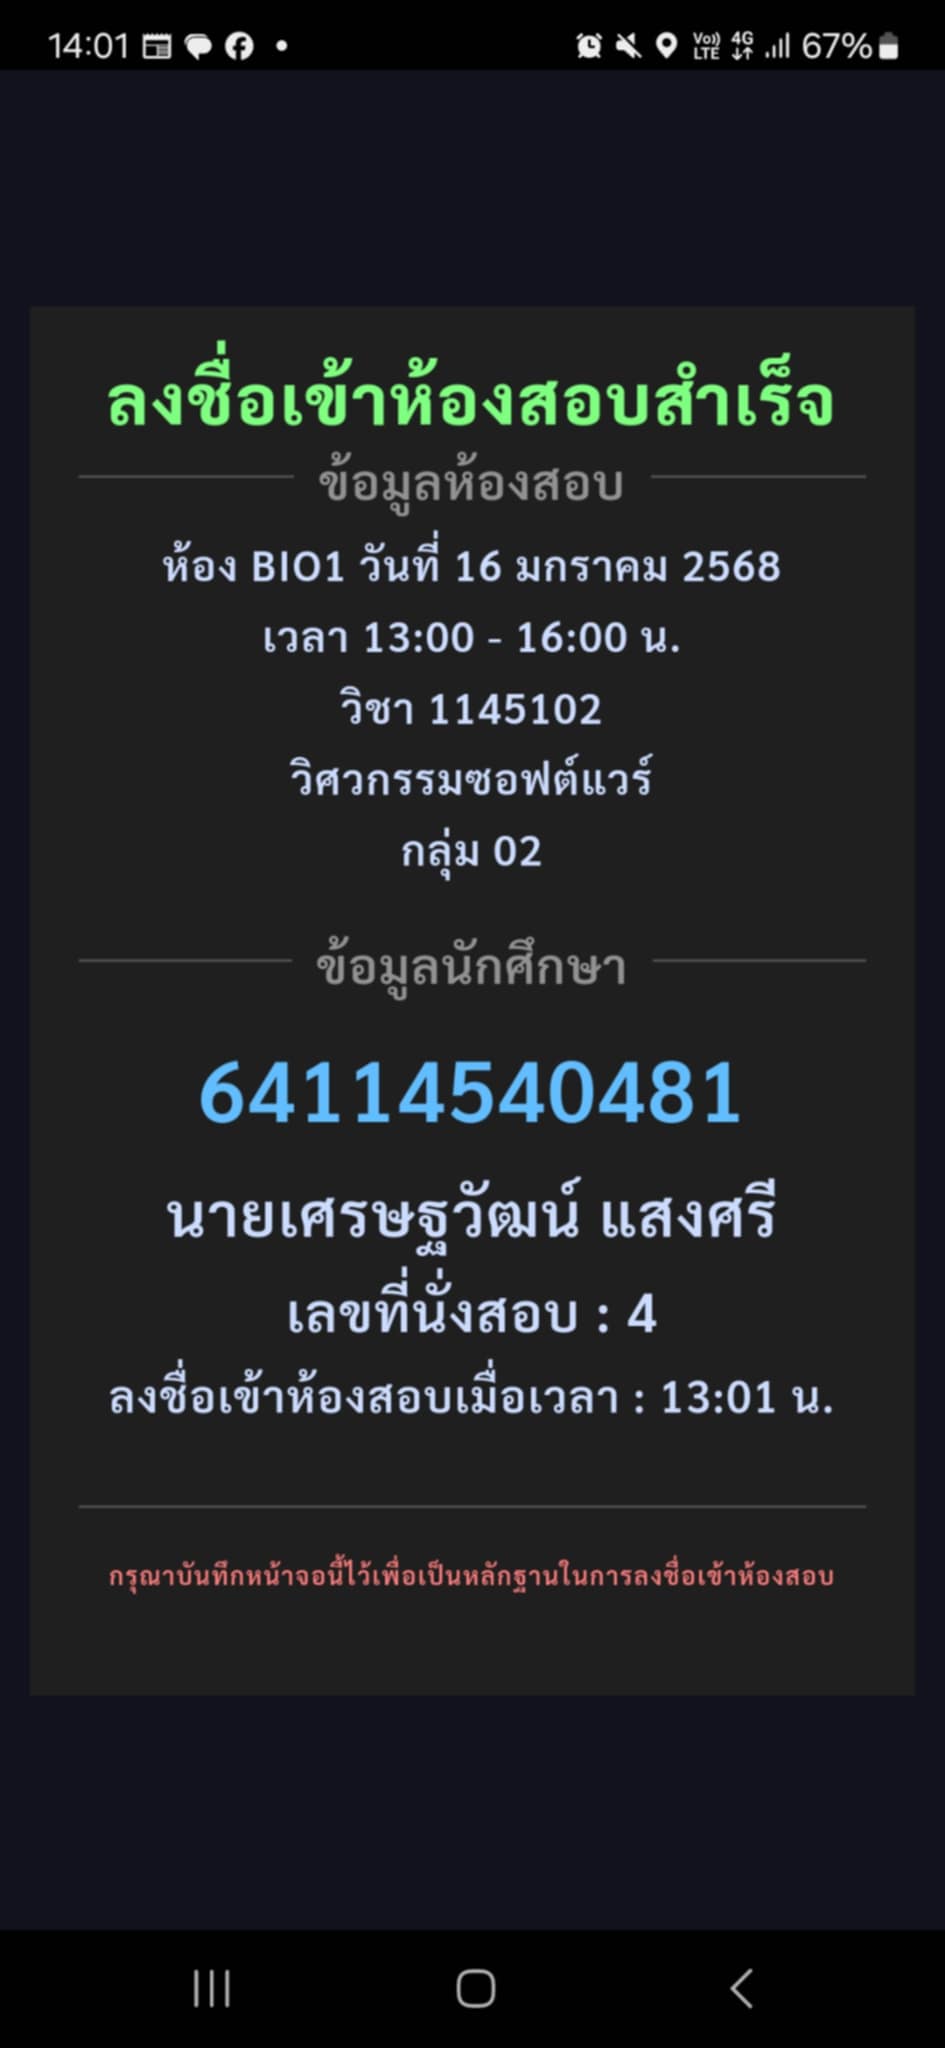 14:01
Vo)) LTE 4G 67%
ลงชื่อเข้าห้องสอบสำเร็จ
ข้อมูลห้องสอบ
ห้อง BIO1 วันที่ 16 มกราคม 2568
เวลา 13:00 - 16:00 น.
วิชา 1145102
วิศวกรรมซอฟต์แวร์
กลุ่ม 02
ข้อมูลนักศึกษา
64114540481
นายเศรษฐวัฒน์ แสงศรี
เลขที่นั่งสอบ : 4
ลงชื่อเข้าห้องสอบเมื่อเวลา : 13:01 น.
กรุณาบันทึกหน้าจอนี้ไว้เพื่อเป็นหลักฐานในการลงชื่อเข้าห้องสอบ